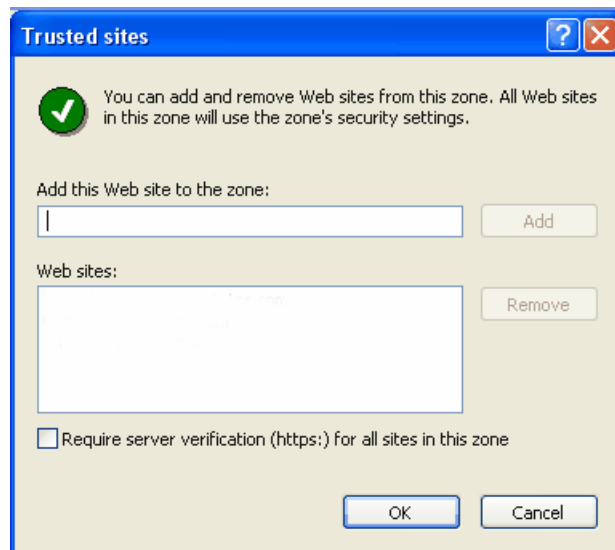 Trusted sites
You can add and remove Web sites from this zone. All Web sites
in this zone will use the zone's security settings.
Add this Web site to the zone:
Add
Web sites:
Remove
Require server verification (https:) for all sites in this zone
OK
Cancel